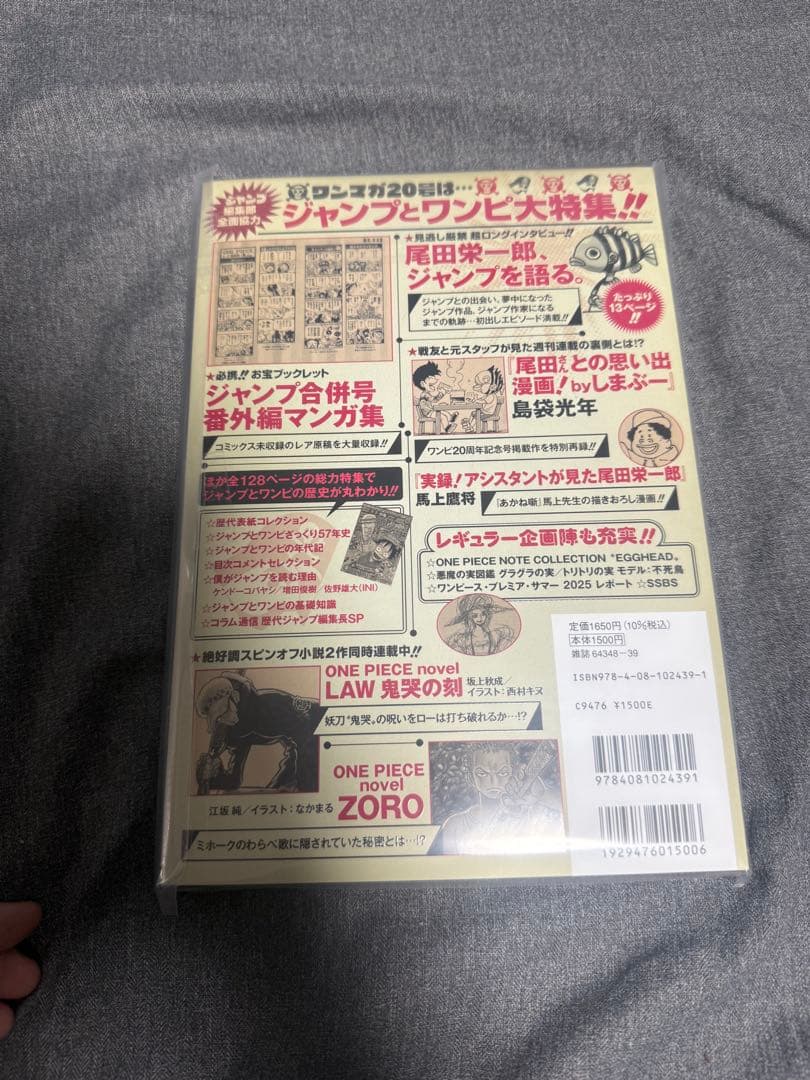 ジャンプ
編集部
全面協力
ワンマガ20号は…
ジャンプとワンピ大特集!!
★見逃し厳禁 超ロングインタビュー!!
尾田栄一郎、
ジャンプを語る。
ジャンプとの出会い、夢中になった
ジャンプ作品、ジャンプ作家になる
までの軌跡…初出しエピソード満載!!
たっぷり
13ページ
!!
★必携!! お宝ブックレット
ジャンプ合併号
番外編マンガ集
コミックス未収録のレア原稿を大量収録!!
★戦友と元スタッフが見た週刊連載の裏側とは!?
『尾田さんとの思い出
漫画!byしまぶー』
島袋光年
ワンピ20周年記念号掲載作を特別再録!!
『実録!アシスタントが見た尾田栄一郎』
馬上鷹将
『あかね噺』馬上先生の描きおろし漫画!!
ほか全128ページの総力特集で
ジャンプとワンピの歴史が丸わかり!!
☆歴代表紙コレクション
☆ジャンプとワンピざっくり57年史
☆ジャンプとワンピの年代記
☆目次コメントセレクション
☆僕がジャンプを読む理由
ケンドーコバヤシ/増田俊樹/佐野雄大(INI)
☆ジャンプとワンピの基礎知識
☆コラム通信 歴代ジャンプ編集長SP
レギュラー企画陣も充実!!
☆ONE PIECE NOTE COLLECTION "EGGHEAD"
☆悪魔の実図鑑 グラグラの実/トリトリの実 モデル:不死鳥
☆ワンピース・プレミア・サマー 2025 レポート ☆SSBS
★絶好調スピンオフ小説2作同時連載中!!
ONE PIECE novel
LAW 鬼哭の刻
坂上秋成/
イラスト:西村キヌ
妖刀"鬼哭"の呪いをローは打ち破れるか…!?
ONE PIECE
novel
ZORO
江坂 純/イラスト:なかまる
ミホークのわらべ歌に隠されていた秘密とは…!?
定価1650円(10%税込)
本体1500円
雑誌 64348-39
ISBN978-4-08-102439-1
C9476 ¥1500E
9784081024391
1929476015006